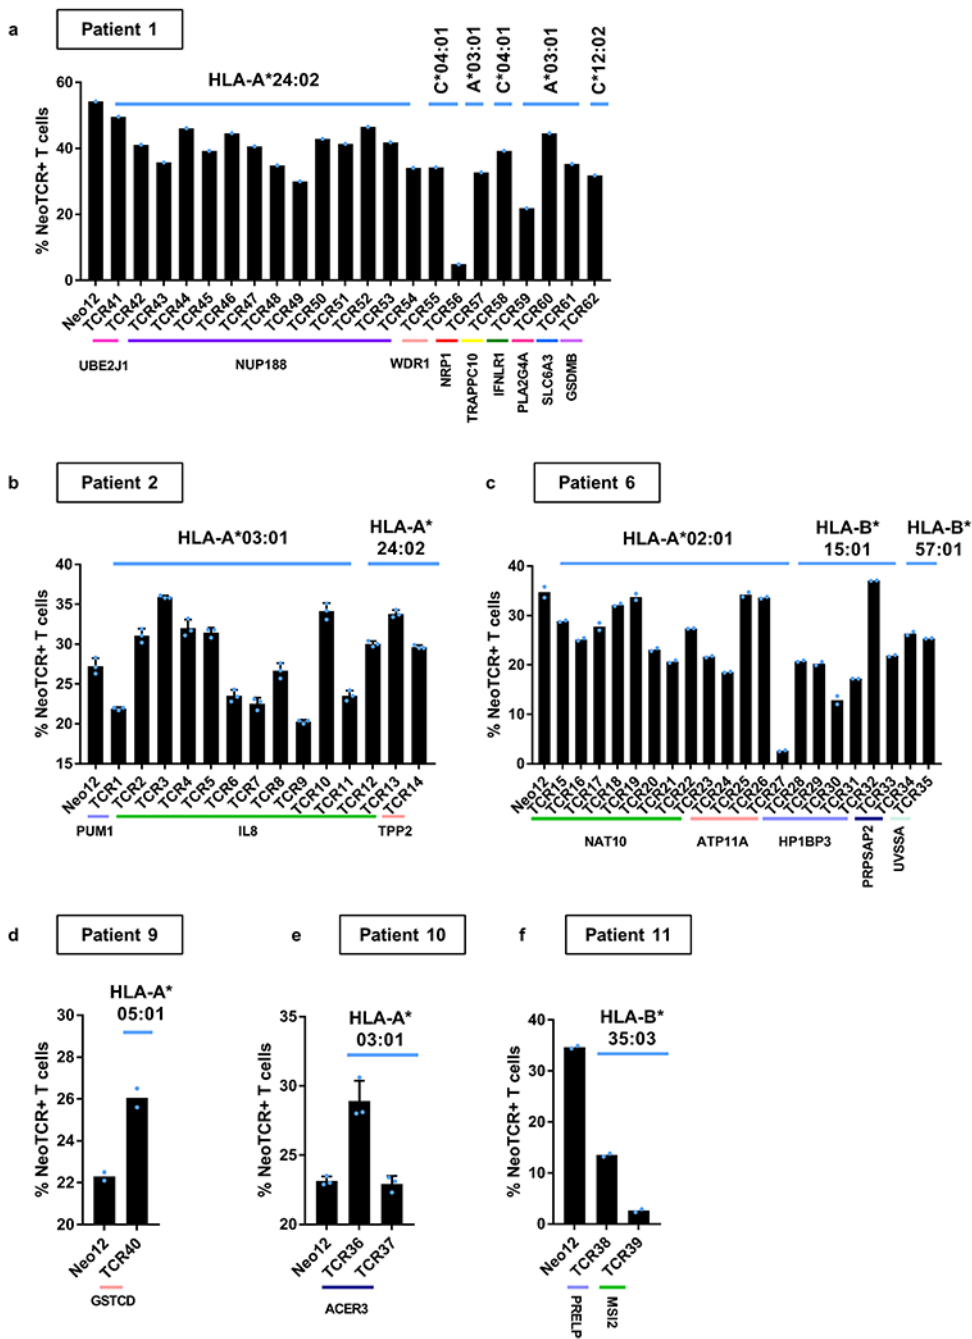 a
Patient 1
HLA-A*24:02
C*04:01
A*03:01
C*04:01
A*03:01
C*12:02
% NeoTCR+ T cells
60
40
20
0
Neo12
TCR41
TCR42
TCR43
TCR44
TCR45
TCR46
TCR47
TCR48
TCR49
TCR50
TCR51
TCR52
TCR53
TCR54
TCR55
TCR56
TCR57
TCR58
TCR59
TCR60
TCR61
TCR62
UBE2J1
NUP188
WDR1
NRP1
TRAPPC10
IFNLR1
PLA2G4A
SLC6A3
GSDMB
b
Patient 2
HLA-A*03:01
HLA-A*
24:02
% NeoTCR+ T cells
40
35
30
25
20
15
Neo12
TCR1
TCR2
TCR3
TCR4
TCR5
TCR6
TCR7
TCR8
TCR9
TCR10
TCR11
TCR12
TCR13
TCR14
PUM1
IL8
TPP2
c
Patient 6
HLA-A*02:01
HLA-B*
15:01
HLA-B*
57:01
% NeoTCR+ T cells
40
30
20
10
0
Neo12
TCR15
TCR16
TCR17
TCR18
TCR19
TCR20
TCR21
TCR22
TCR23
TCR24
TCR25
TCR26
TCR27
TCR28
TCR29
TCR30
TCR31
TCR32
TCR33
TCR34
TCR35
NAT10
ATP11A
HP1BP3
PRPSAP2
UVSSA
d
Patient 9
HLA-A*
05:01
% NeoTCR+ T cells
30
28
26
24
22
20
Neo12
TCR40
GSTCD
e
Patient 10
HLA-A*
03:01
% NeoTCR+ T cells
35
30
25
20
Neo12
TCR36
TCR37
ACER3
f
Patient 11
HLA-B*
35:03
% NeoTCR+ T cells
40
30
20
10
0
Neo12
TCR38
TCR39
PRELP
MSI2